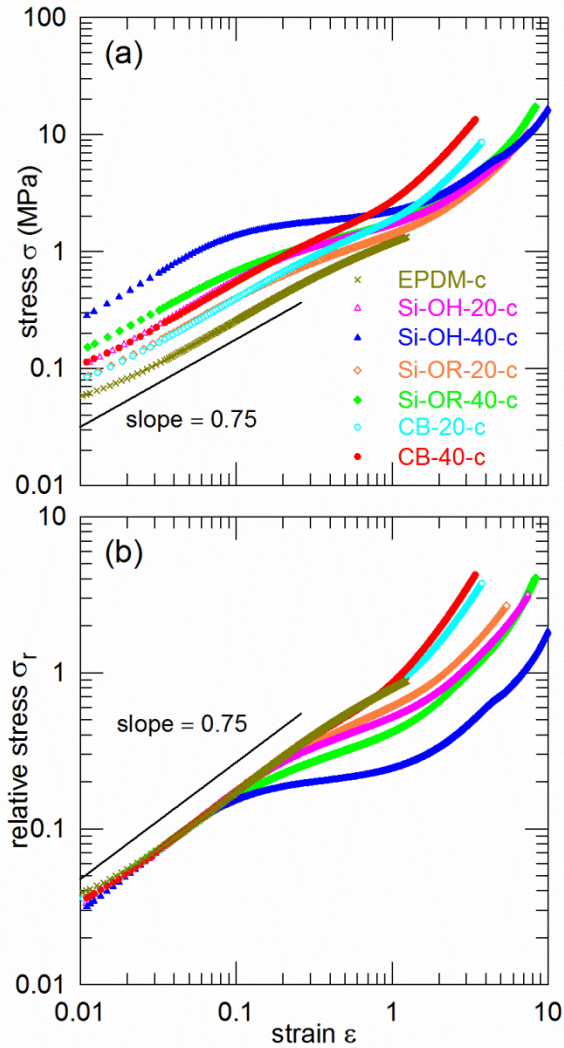 100
(a)
10
stress σ (MPa)
1
EPDM-c
Si-OH-20-c
Si-OH-40-c
0.1
Si-OR-20-c
Si-OR-40-c
slope = 0.75
CB-20-c
CB-40-c
0.01
10
(b)
relative stress σr
1
slope = 0.75
0.1
0.01
0.01
0.1
1
10
strain ε